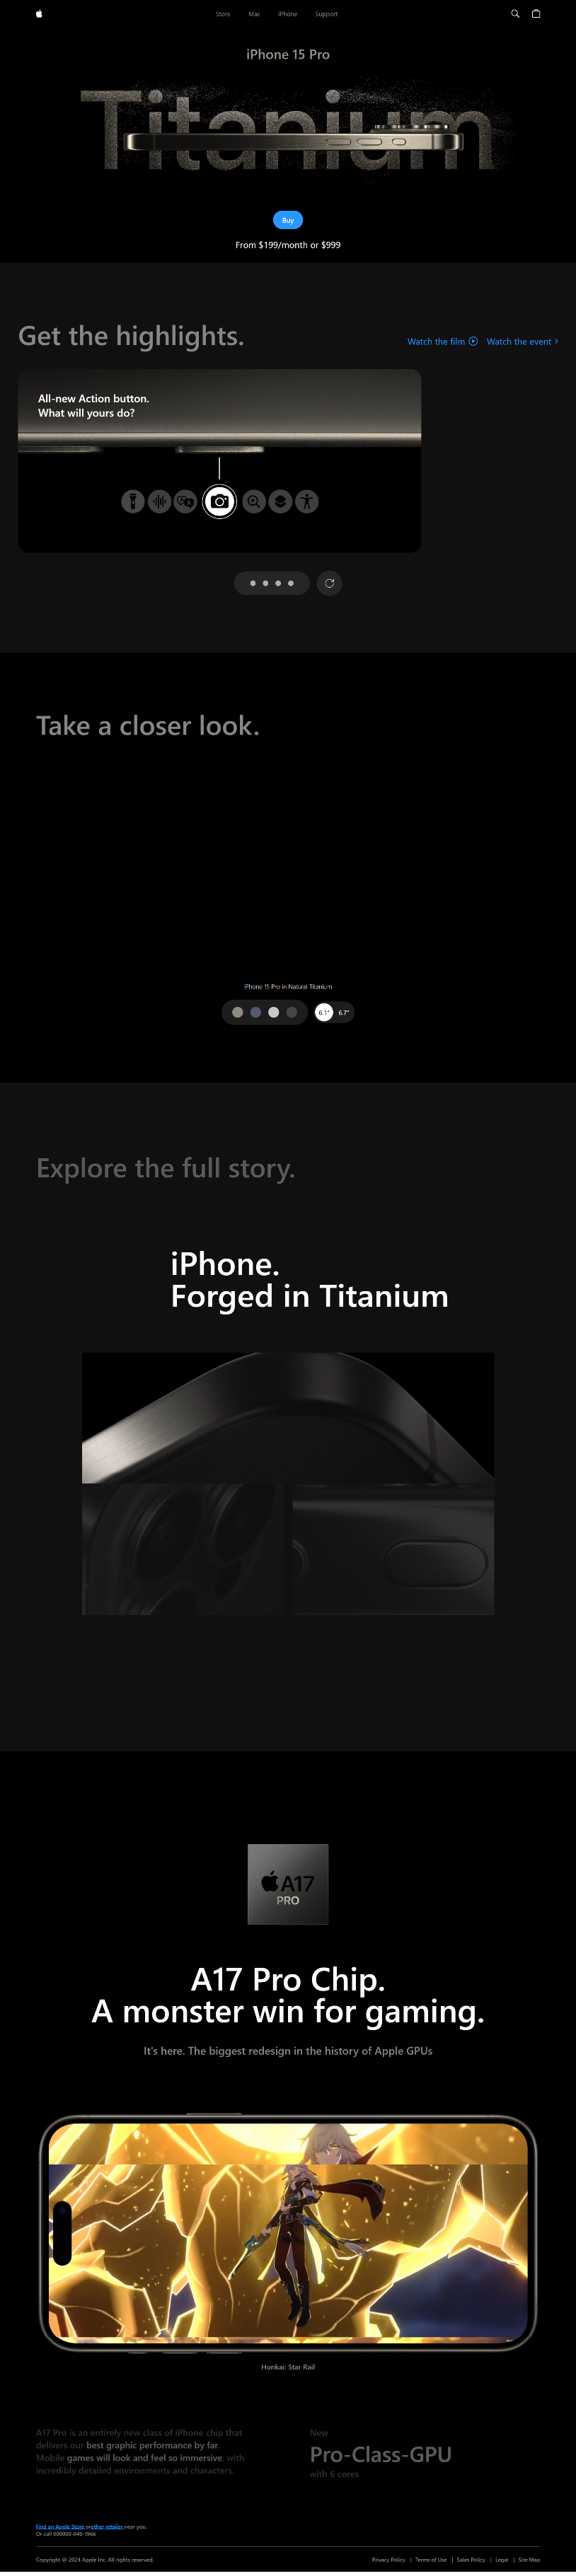 Store Mac iPhone Support
iPhone 15 Pro
Titanium
Buy
From $199/month or $999
Get the highlights.
Watch the film Watch the event
All-new Action button.
What will yours do?
Take a closer look.
iPhone 15 Pro in Natural Titanium
6.1" 6.7"
Explore the full story.
iPhone.
Forged in Titanium
A17
PRO
A17 Pro Chip.
A monster win for gaming.
It's here. The biggest redesign in the history of Apple GPUs
Honkai: Star Rail
A17 Pro is an entirely new class of iPhone chip that
delivers our best graphic performance by far.
Mobile games will look and feel so immersive, with
incredibly detailed environments and characters.
New
Pro-Class-GPU
with 6 cores
Find an Apple Store or other retailer near you.
Or call 000800-040-1966
Copyright @ 2024 Apple Inc. All rights reserved.
Privacy Policy | Terms of Use | Sales Policy | Legal | Site Map